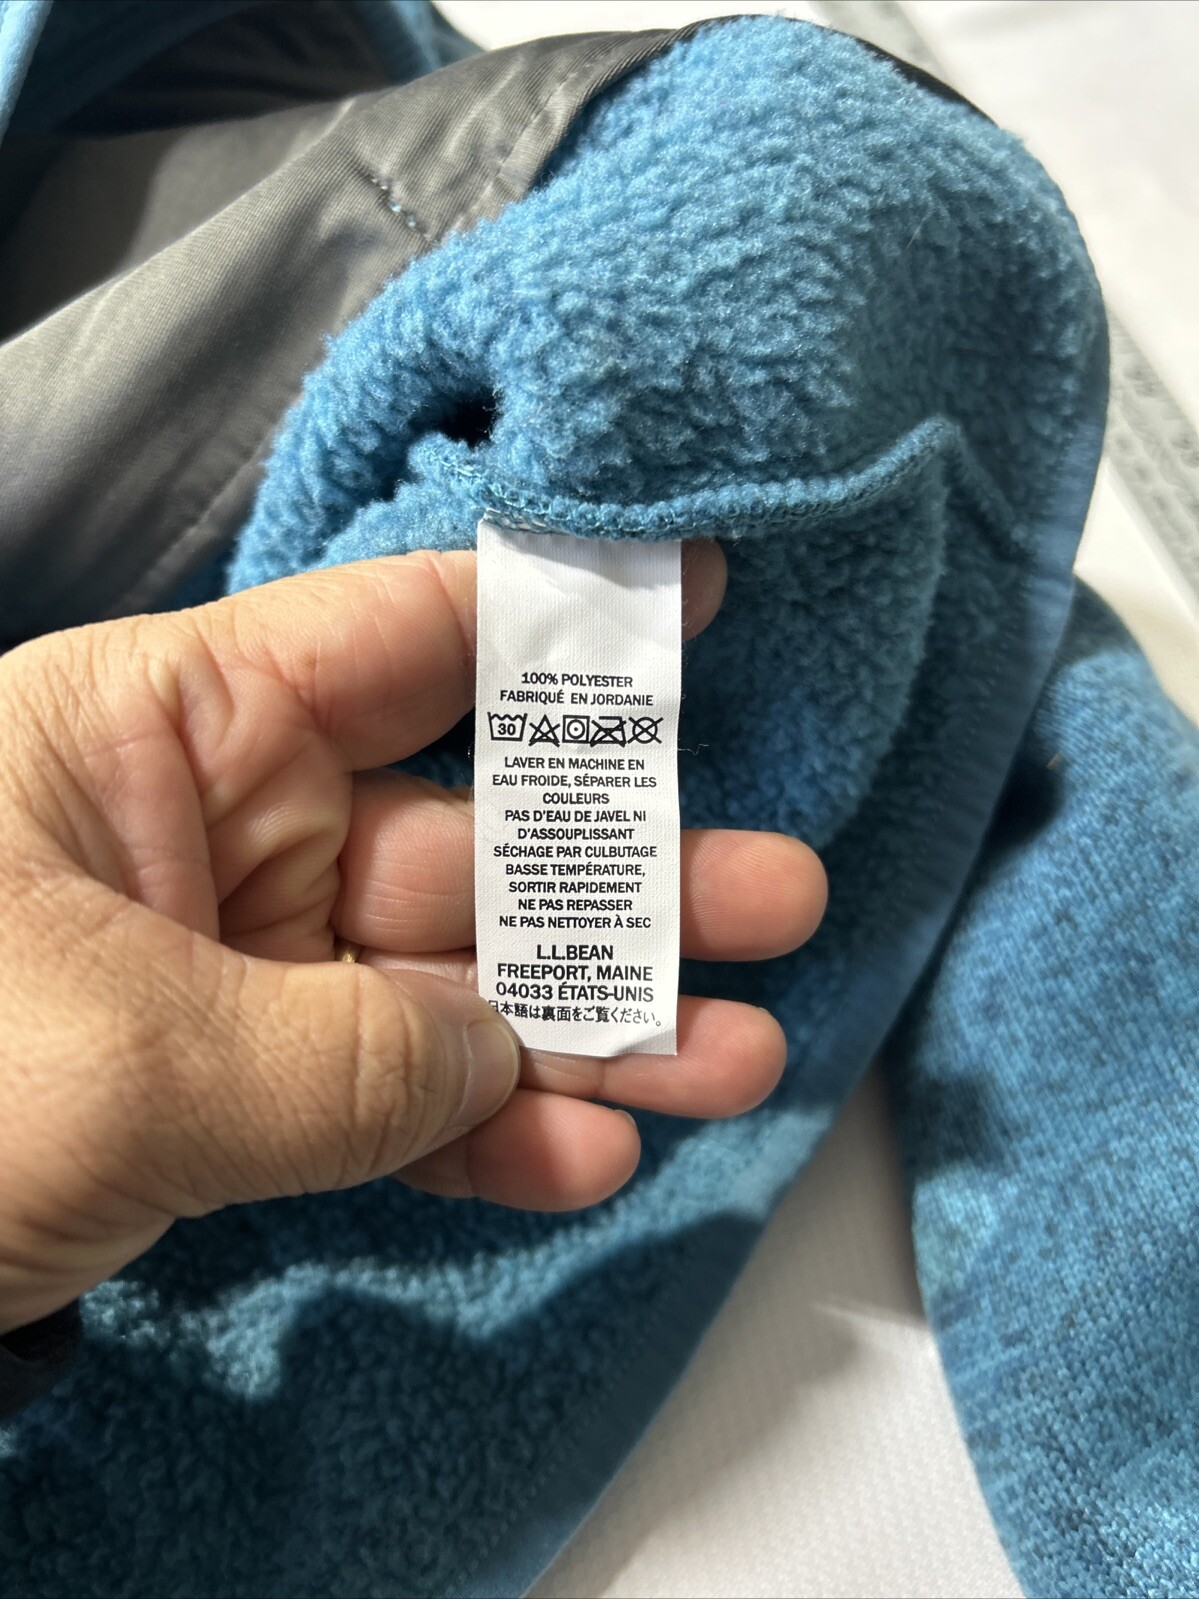 100% POLYESTER
FABRIQUÉ EN JORDANIE
30
LAVER EN MACHINE EN
EAU FROIDE, SÉPARER LES
COULEURS
PAS D'EAU DE JAVEL NI
D'ASSOUPLISSANT
SÉCHAGE PAR CULBUTAGE
BASSE TEMPÉRATURE,
SORTIR RAPIDEMENT
NE PAS REPASSER
NE PAS NETTOYER À SEC
L.L.BEAN
FREEPORT, MAINE
04033 ÉTATS-UNIS
日本語は裏面をご覧ください。